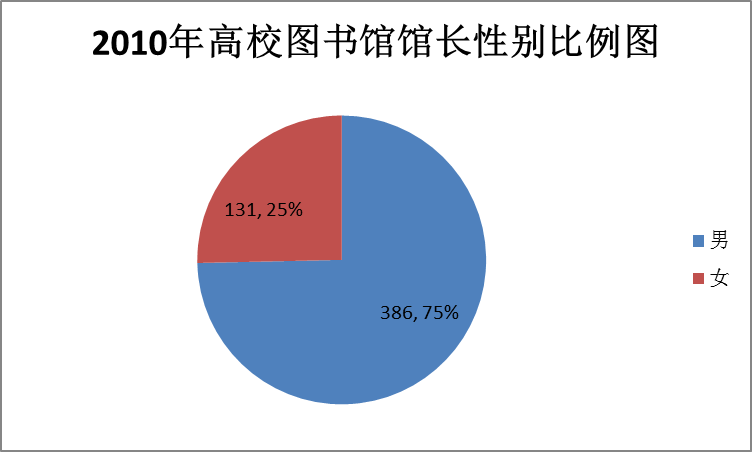 2010年高校图书馆馆长性别比例图
131, 25%
男
女
386, 75%